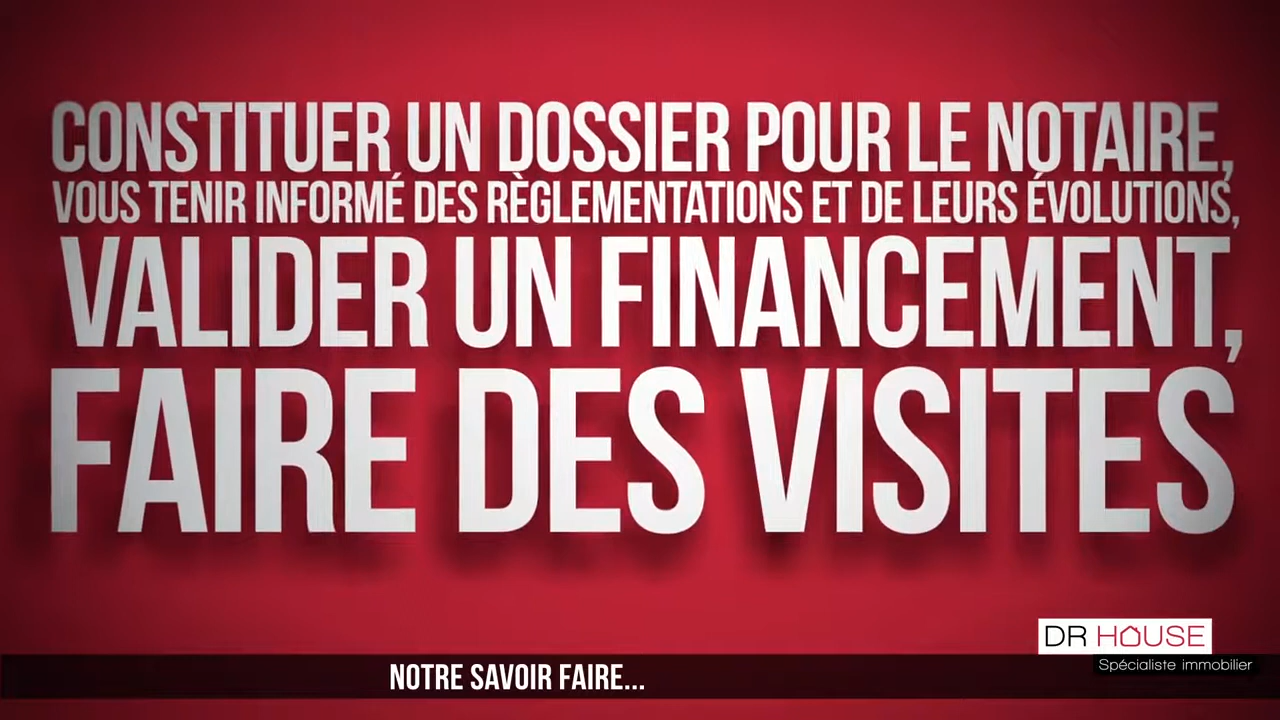 CONSTITUER UN DOSSIER POUR LE NOTAIRE,
VOUS TENIR INFORMÉ DES RÈGLEMENTATIONS ET DE LEURS ÉVOLUTIONS,
VALIDER UN FINANCEMENT,
FAIRE DES VISITES
DR HOUSE
Spécialiste immobilier
NOTRE SAVOIR FAIRE...